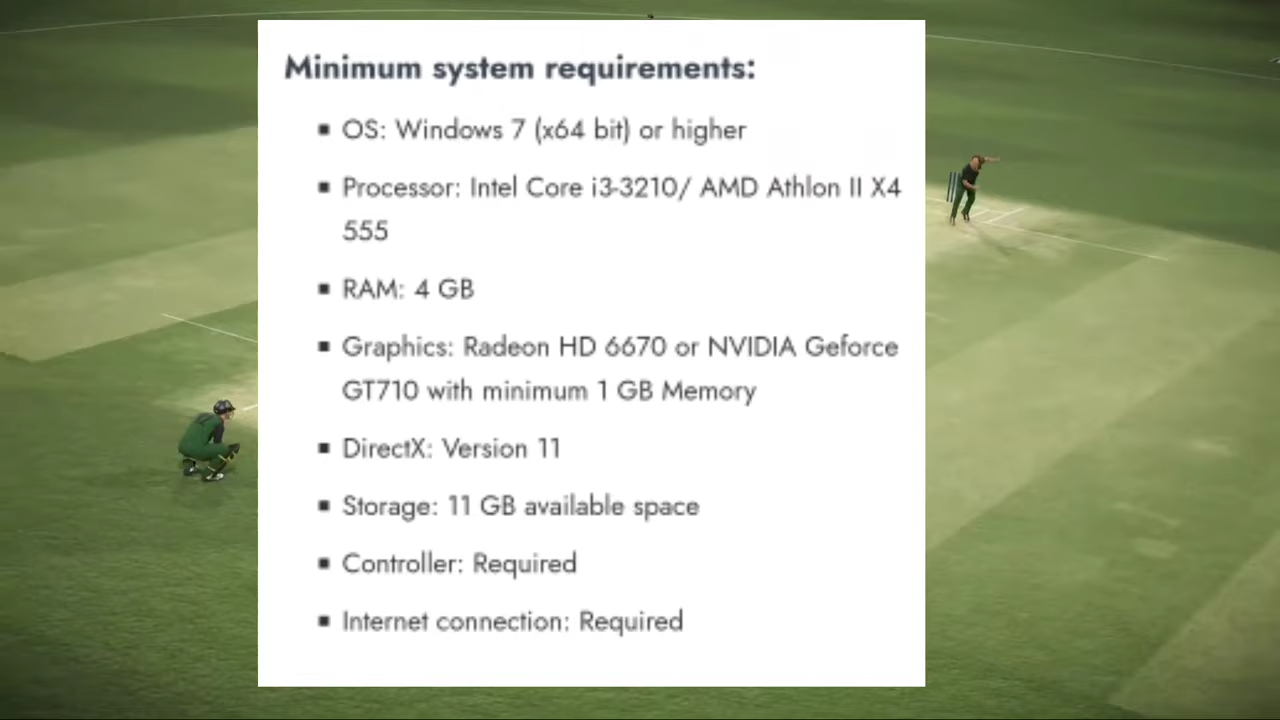 Minimum system requirements:
▪ OS: Windows 7 (x64 bit) or higher
▪ Processor: Intel Core i3-3210/ AMD Athlon II X4
555
▪ RAM: 4 GB
▪ Graphics: Radeon HD 6670 or NVIDIA Geforce
GT710 with minimum 1 GB Memory
▪ DirectX: Version 11
▪ Storage: 11 GB available space
▪ Controller: Required
▪ Internet connection: Required